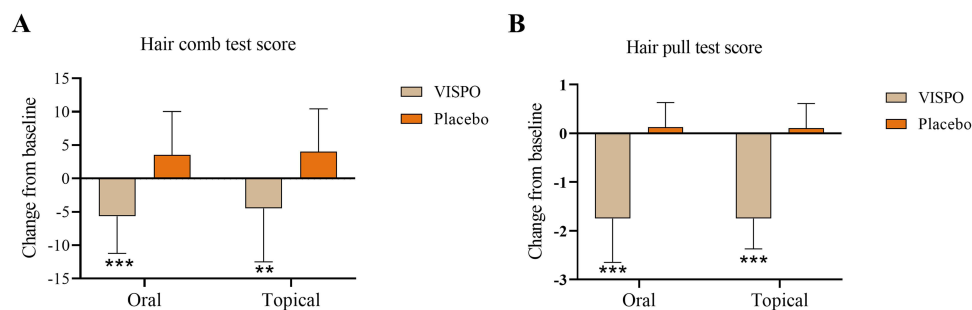 A
Hair comb test score
Change from baseline
15
10
5
0
-5
-10
-15
***
**
Oral
Topical
VISPO
Placebo
B
Hair pull test score
Change from baseline
1
0
-1
-2
-3
***
***
Oral
Topical
VISPO
Placebo